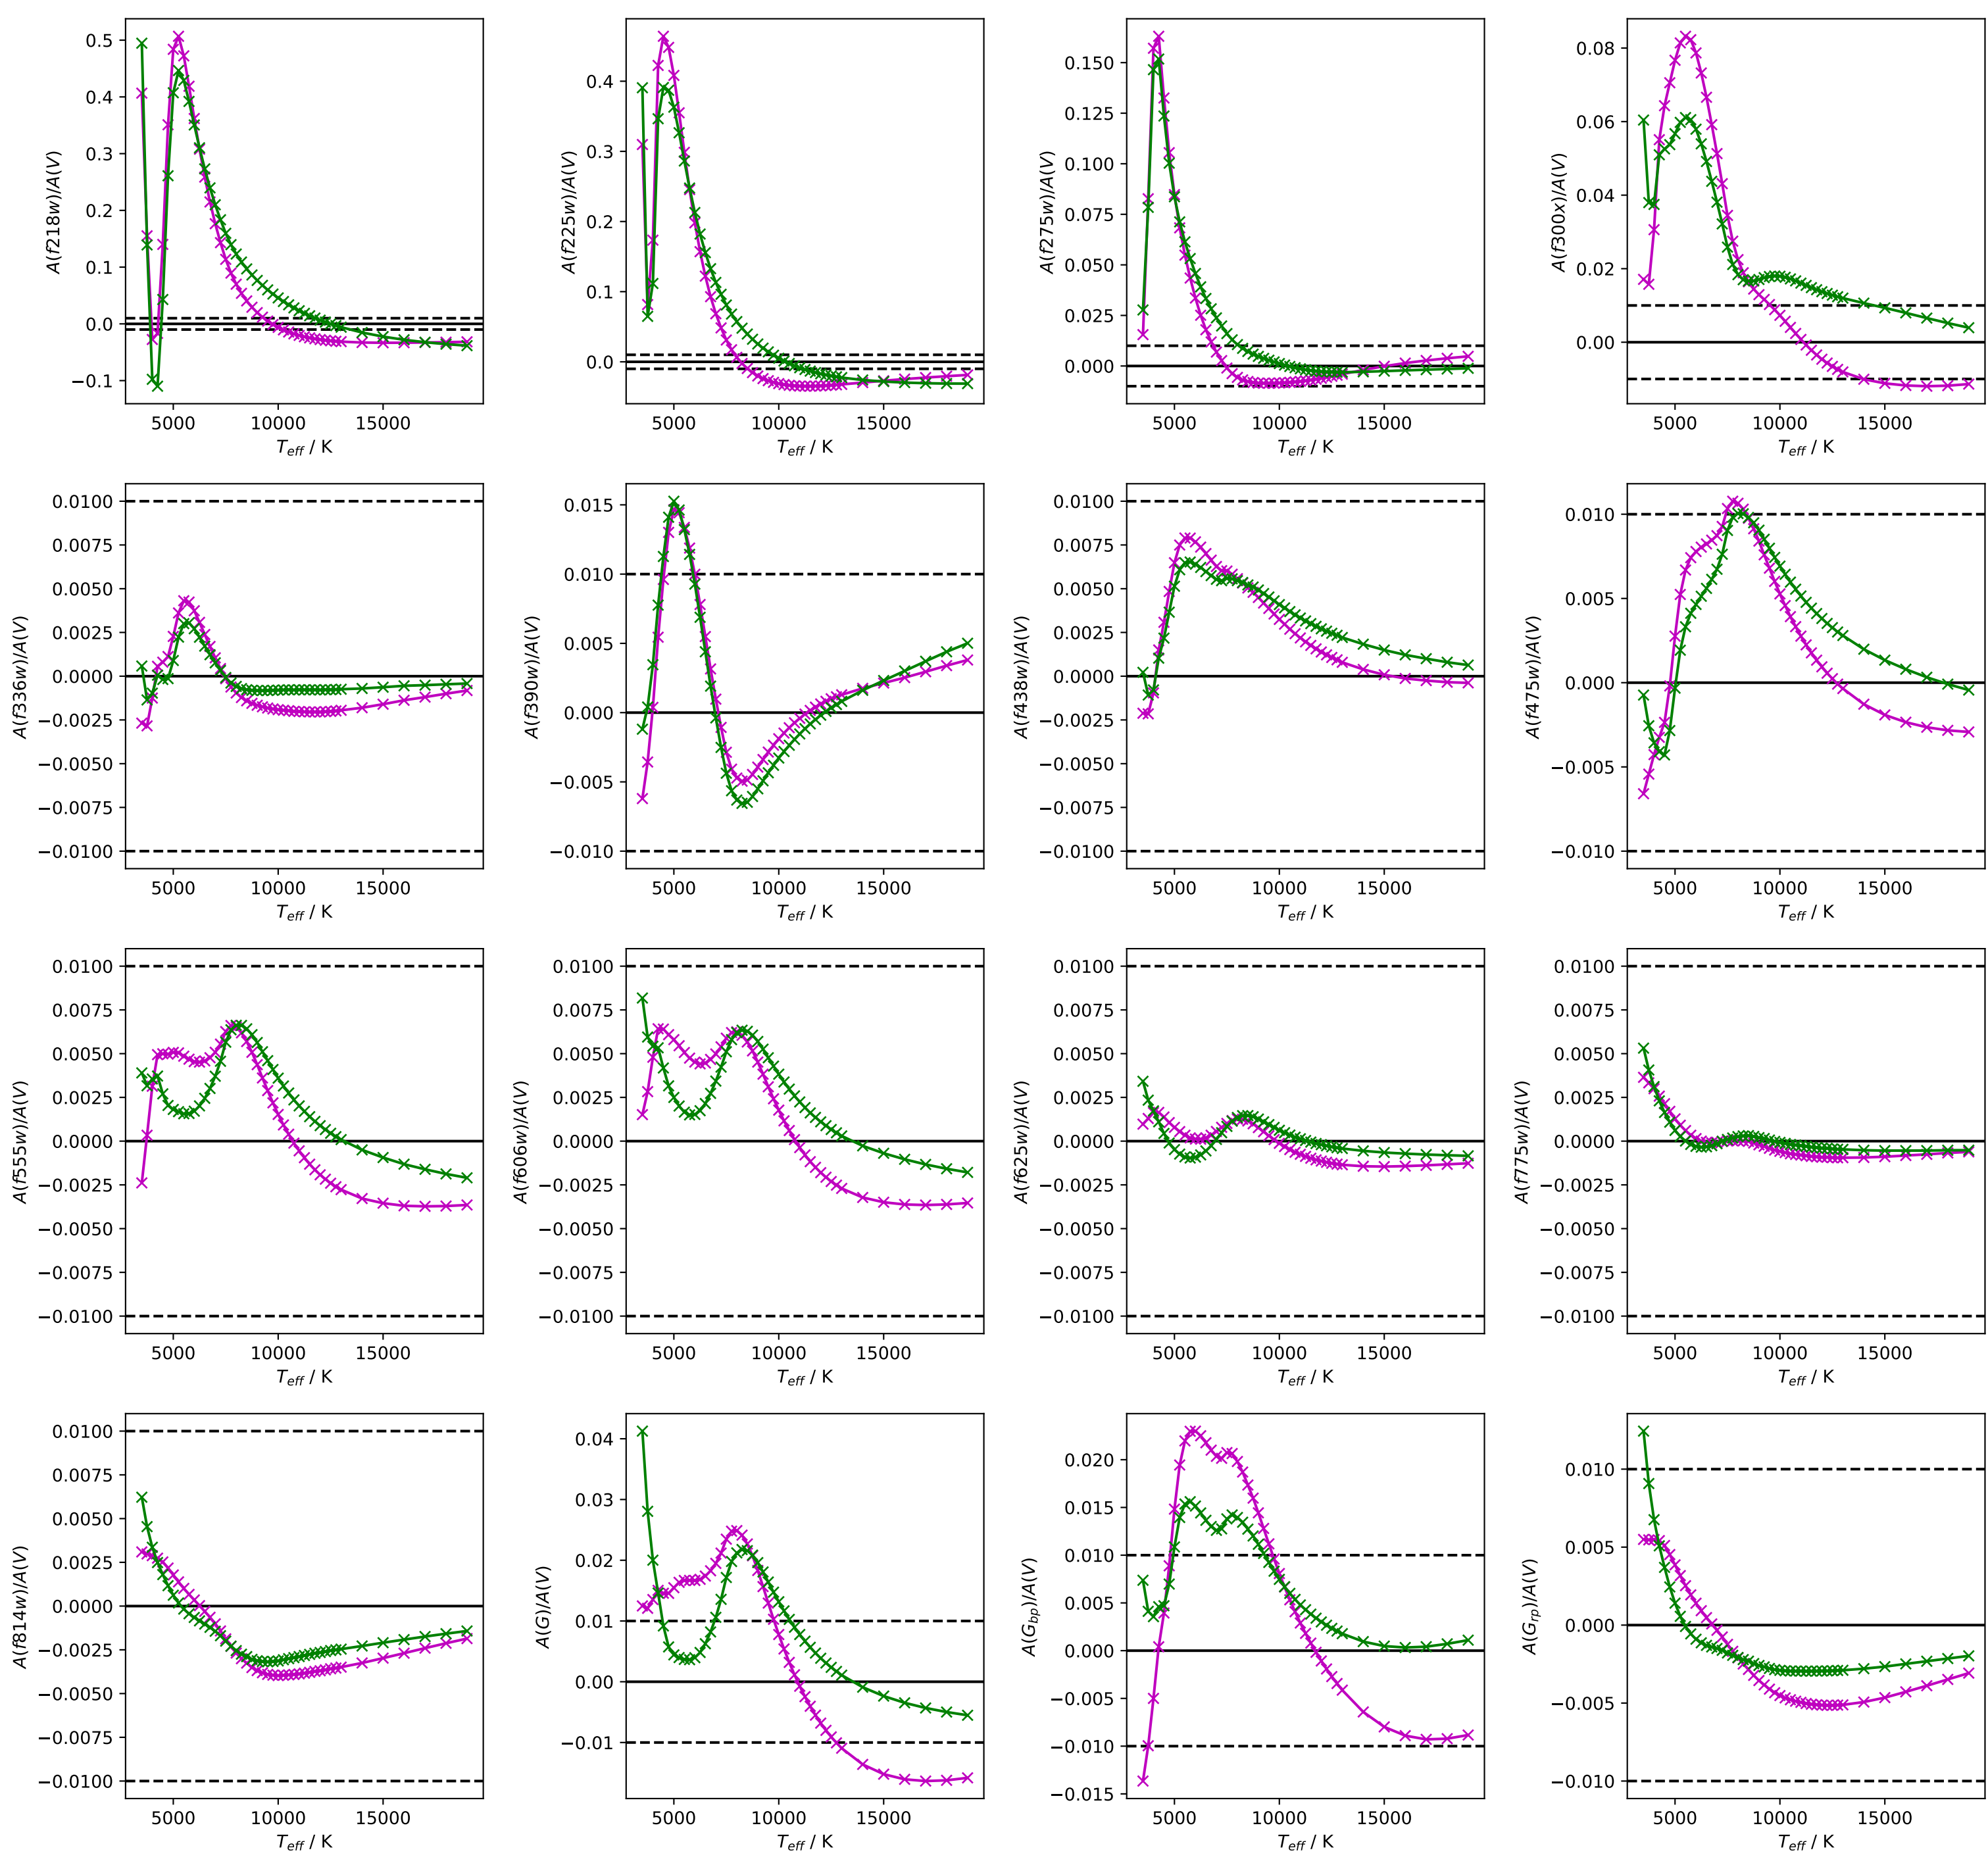 A(f218w)/A(V)
0.5
0.4
0.3
0.2
0.1
0.0
−0.1
5000 10000 15000
T_eff / K
A(f225w)/A(V)
0.4
0.3
0.2
0.1
0.0
5000 10000 15000
T_eff / K
A(f275w)/A(V)
0.150
0.125
0.100
0.075
0.050
0.025
0.000
5000 10000 15000
T_eff / K
A(f300x)/A(V)
0.08
0.06
0.04
0.02
0.00
5000 10000 15000
T_eff / K
A(f336w)/A(V)
0.0100
0.0075
0.0050
0.0025
0.0000
−0.0025
−0.0050
−0.0075
−0.0100
5000 10000 15000
T_eff / K
A(f390w)/A(V)
0.015
0.010
0.005
0.000
−0.005
−0.010
5000 10000 15000
T_eff / K
A(f438w)/A(V)
0.0100
0.0075
0.0050
0.0025
0.0000
−0.0025
−0.0050
−0.0075
−0.0100
5000 10000 15000
T_eff / K
A(f475w)/A(V)
0.010
0.005
0.000
−0.005
−0.010
5000 10000 15000
T_eff / K
A(f555w)/A(V)
0.0100
0.0075
0.0050
0.0025
0.0000
−0.0025
−0.0050
−0.0075
−0.0100
5000 10000 15000
T_eff / K
A(f606w)/A(V)
0.0100
0.0075
0.0050
0.0025
0.0000
−0.0025
−0.0050
−0.0075
−0.0100
5000 10000 15000
T_eff / K
A(f625w)/A(V)
0.0100
0.0075
0.0050
0.0025
0.0000
−0.0025
−0.0050
−0.0075
−0.0100
5000 10000 15000
T_eff / K
A(f775w)/A(V)
0.0100
0.0075
0.0050
0.0025
0.0000
−0.0025
−0.0050
−0.0075
−0.0100
5000 10000 15000
T_eff / K
A(f814w)/A(V)
0.0100
0.0075
0.0050
0.0025
0.0000
−0.0025
−0.0050
−0.0075
−0.0100
5000 10000 15000
T_eff / K
A(G)/A(V)
0.04
0.03
0.02
0.01
0.00
−0.01
5000 10000 15000
T_eff / K
A(G_bp)/A(V)
0.020
0.015
0.010
0.005
0.000
−0.005
−0.010
−0.015
5000 10000 15000
T_eff / K
A(G_rp)/A(V)
0.010
0.005
0.000
−0.005
−0.010
5000 10000 15000
T_eff / K